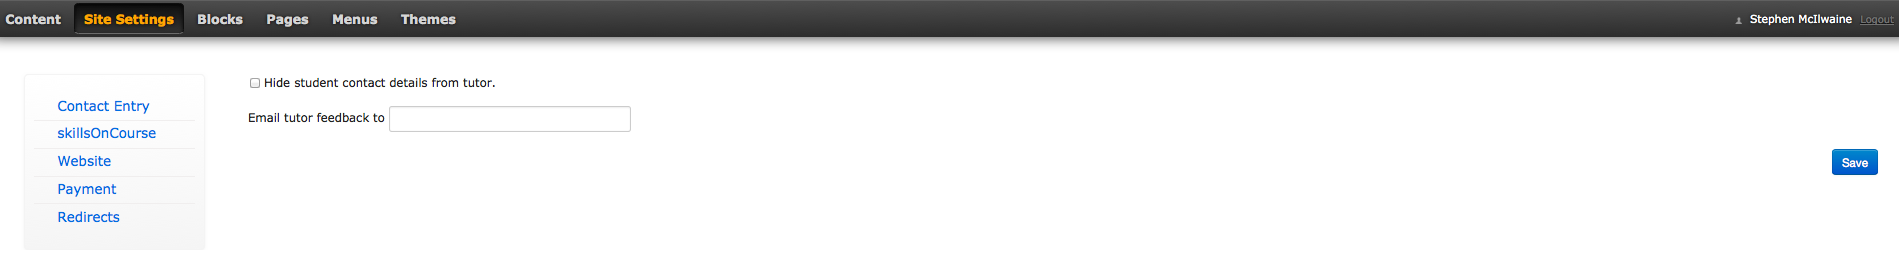 Content Site Settings Blocks Pages Menus Themes Stephen McIlwaine Logout
Contact Entry
skillsOnCourse
Website
Payment
Redirects
Hide student contact details from tutor.
Email tutor feedback to
Save